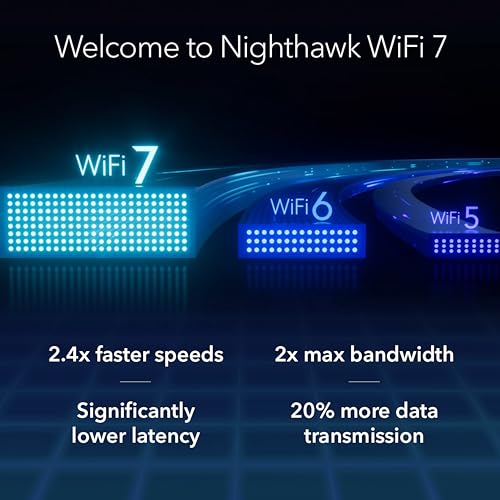 Welcome to Nighthawk WiFi 7
WiFi 7
WiFi 6
WiFi 5
2.4x faster speeds
2x max bandwidth
Significantly
lower latency
20% more data
transmission